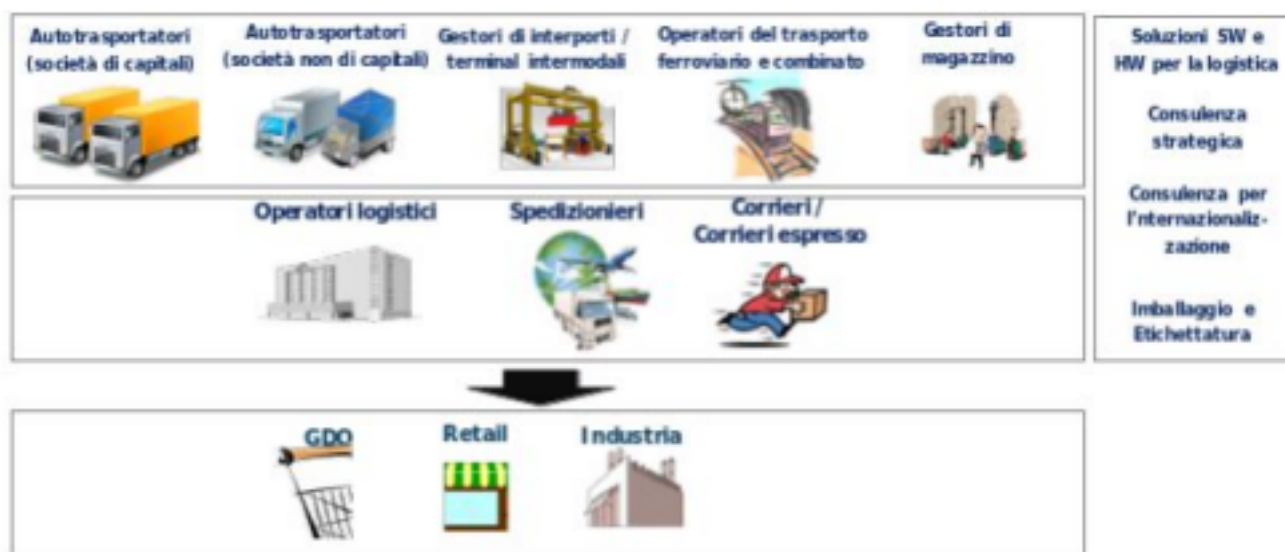 Autotrasportatori
(società di capitali)
Autotrasportatori
(società non di capitali)
Gestori di interporti /
terminal intermodali
Operatori del trasporto
ferroviario e combinato
Gestori di
magazzino
Soluzioni SW e
HW per la logistica
Consulenza
strategica
Consulenza per
l'nternazionaliz-
zazione
Imballaggio e
Etichettatura
Operatori logistici
Spedizionieri
Corrieri /
Corrieri espresso
GDO
Retail
Industria